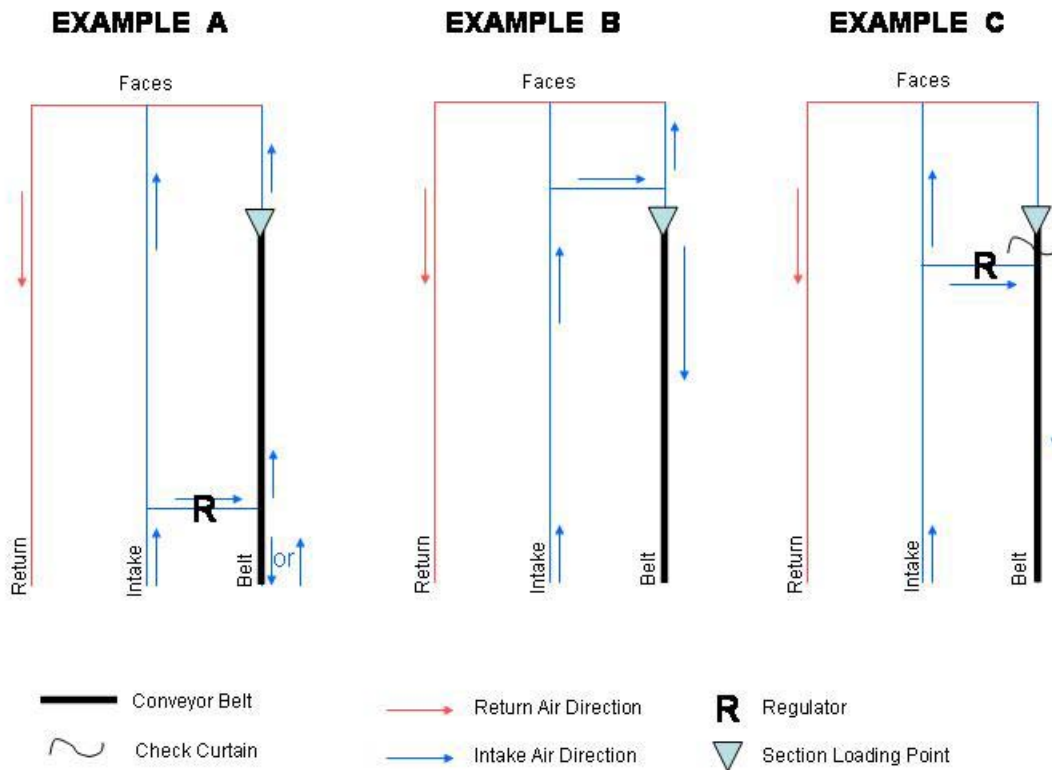 EXAMPLE A
EXAMPLE B
EXAMPLE C
Faces
Faces
Faces
R
R
or
Return
Intake
Belt
Return
Intake
Belt
Return
Intake
Belt
Conveyor Belt
Return Air Direction
R Regulator
Check Curtain
Intake Air Direction
Section Loading Point